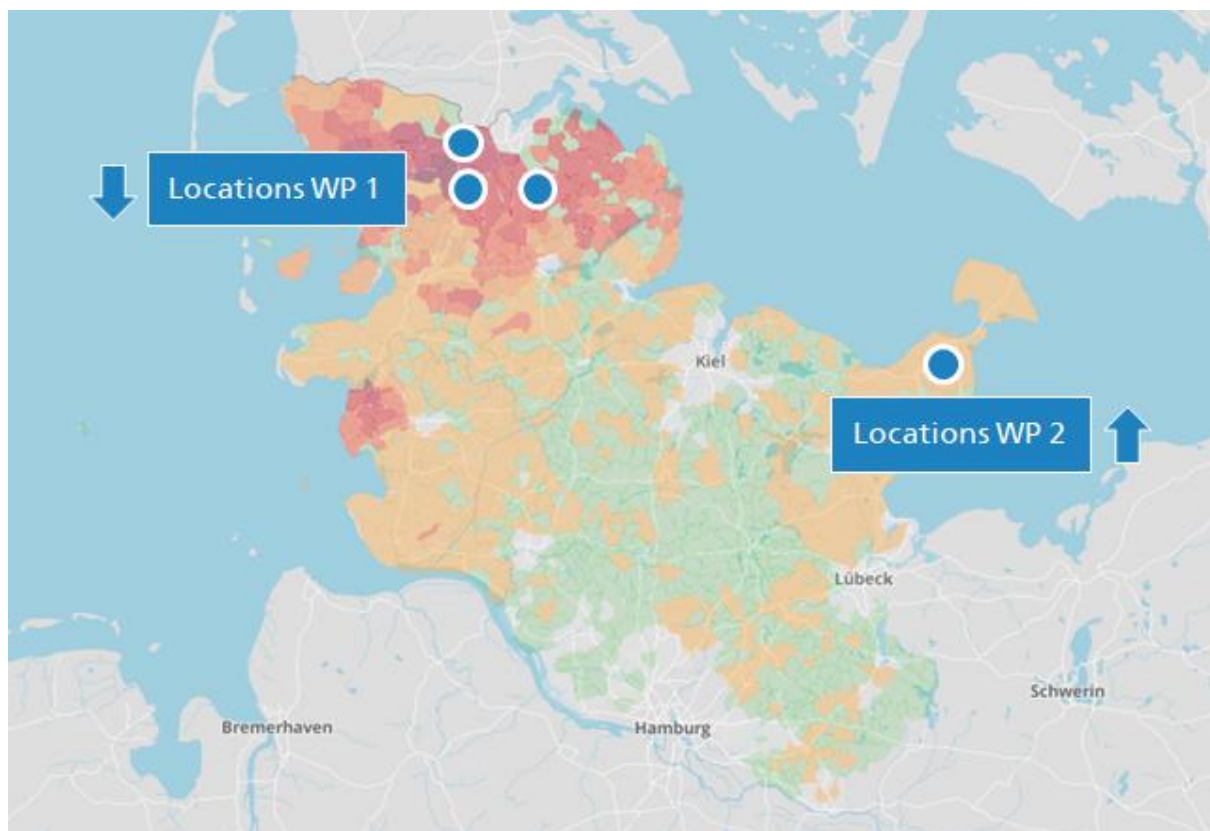 Locations WP 1
Kiel
Locations WP 2
Lübeck
Schwerin
Bremerhaven
Hamburg